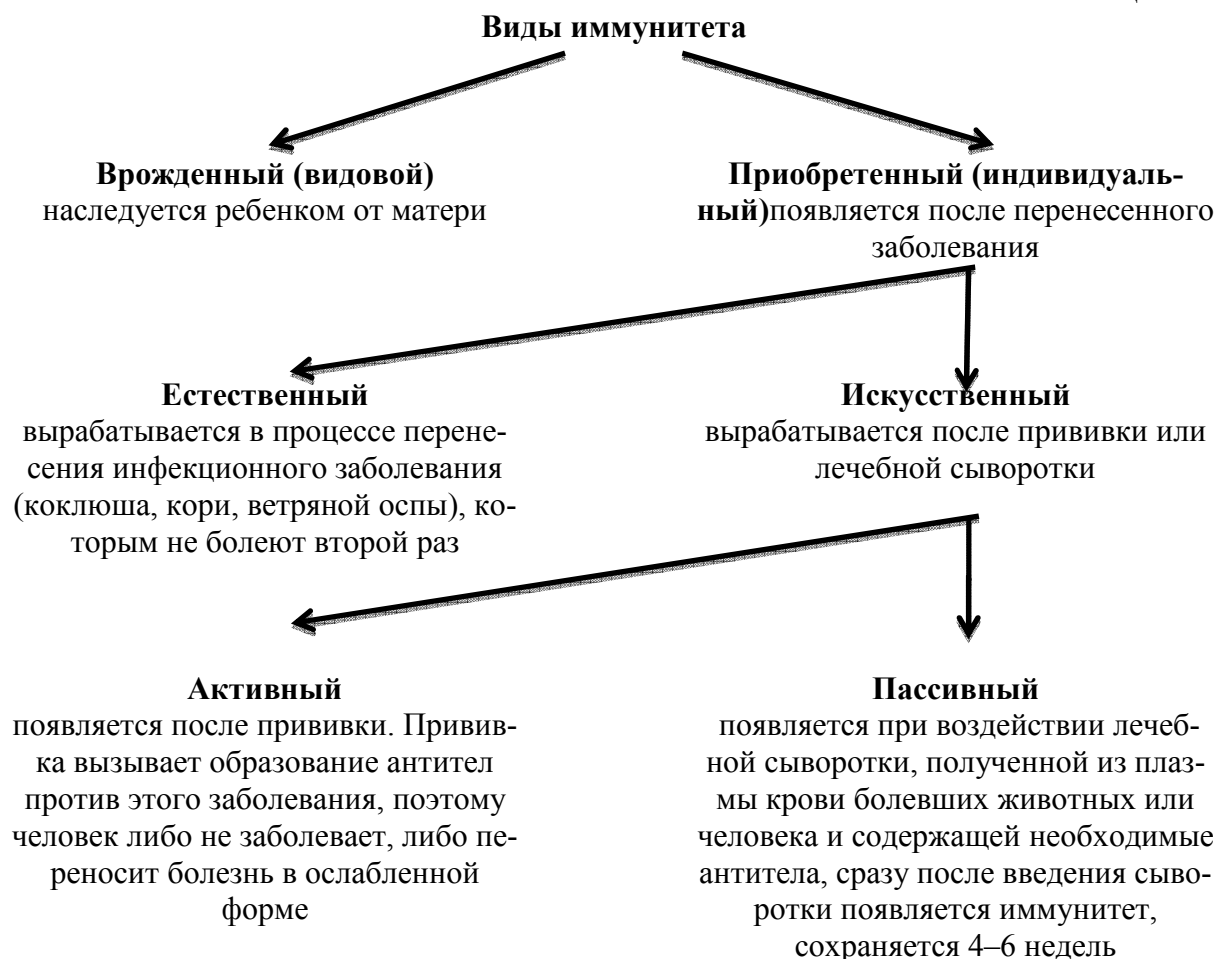 Виды иммунитета
Врожденный (видовой)
наследуется ребенком от матери
Приобретенный (индивидуаль-
ный)появляется после перенесенного
заболевания
Естественный
вырабатывается в процессе перене-
сения инфекционного заболевания
(коклюша, кори, ветряной оспы), ко-
торым не болеют второй раз
Искусственный
вырабатывается после прививки или
лечебной сыворотки
Активный
появляется после прививки. Привив-
ка вызывает образование антител
против этого заболевания, поэтому
человек либо не заболевает, либо пе-
реносит болезнь в ослабленной
форме
Пассивный
появляется при воздействии лечеб-
ной сыворотки, полученной из плаз-
мы крови болевших животных или
человека и содержащей необходимые
антитела, сразу после введения сыво-
ротки появляется иммунитет,
сохраняется 4–6 недель